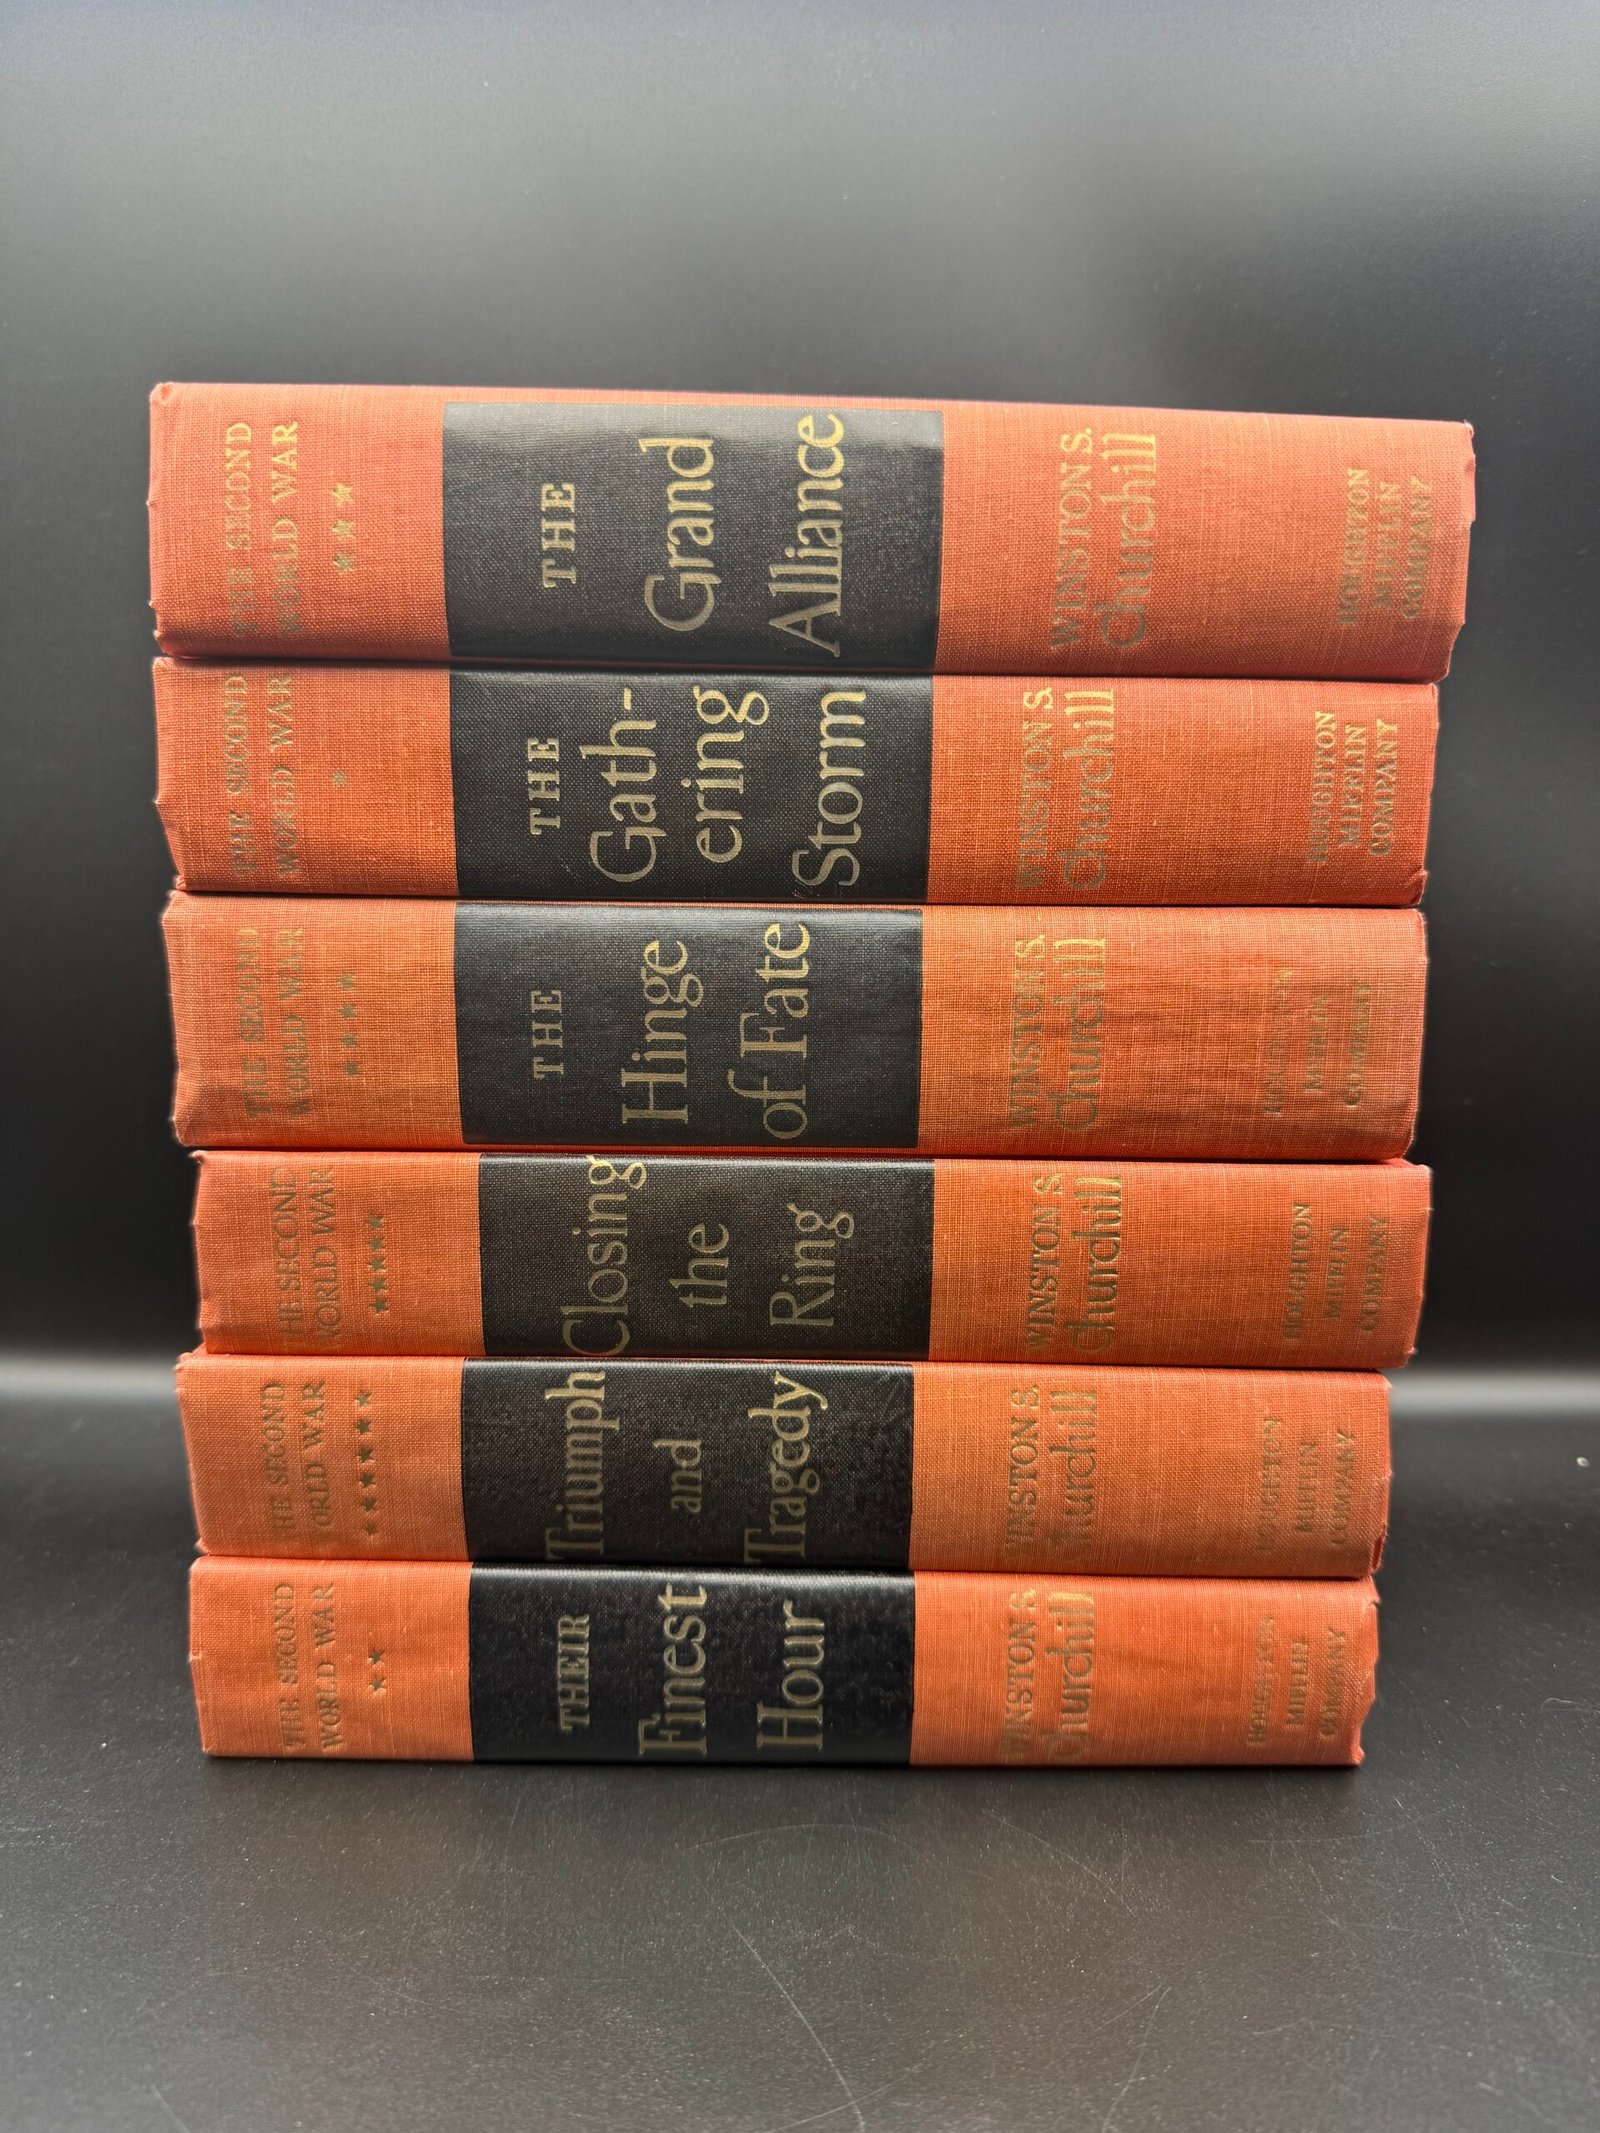 THE SECOND
WORLD WAR
★ ★ ★
THE
Grand
Alliance
WINSTON S.
Churchill
HOUGHTON
MIFFLIN
COMPANY
THE SECOND
WORLD WAR
★
THE
Gath-
ering
Storm
WINSTON S.
Churchill
HOUGHTON
MIFFLIN
COMPANY
THE SECOND
WORLD WAR
★ ★ ★ ★
THE
Hinge
of Fate
WINSTON S.
Churchill
HOUGHTON
MIFFLIN
COMPANY
THE SECOND
WORLD WAR
★★★★★
Closing
the
Ring
WINSTON S.
Churchill
HOUGHTON
MIFFLIN
COMPANY
THE SECOND
WORLD WAR
★ ★ ★ ★ ★ ★
Triumph
and
Tragedy
WINSTON S.
Churchill
HOUGHTON
MIFFLIN
COMPANY
THE SECOND
WORLD WAR
★ ★
THEIR
Finest
Hour
WINSTON S.
Churchill
HOUGHTON
MIFFLIN
COMPANY